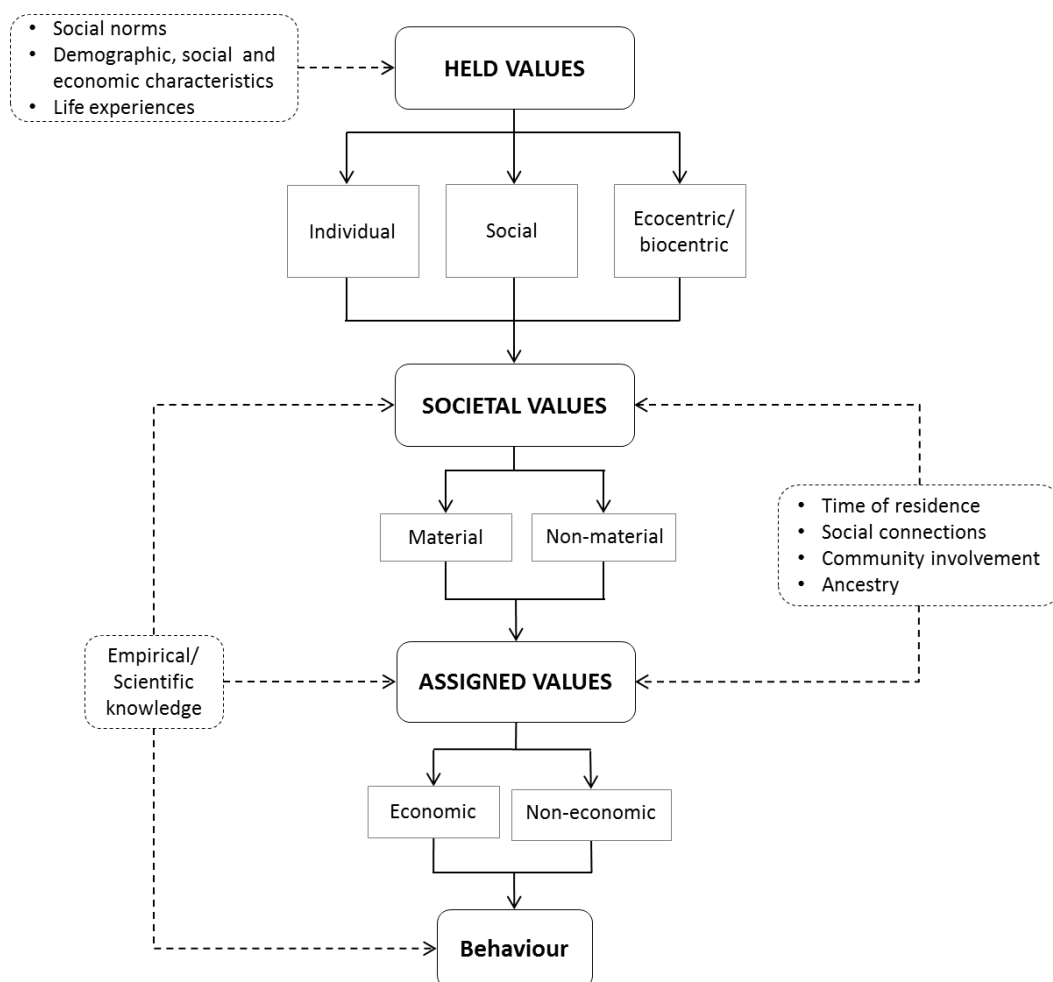 • Social norms
• Demographic, social and
economic characteristics
• Life experiences
HELD VALUES
Individual
Social
Ecocentric/
biocentric
SOCIETAL VALUES
Material
Non-material
• Time of residence
• Social connections
• Community involvement
• Ancestry
Empirical/
Scientific
knowledge
ASSIGNED VALUES
Economic
Non-economic
Behaviour